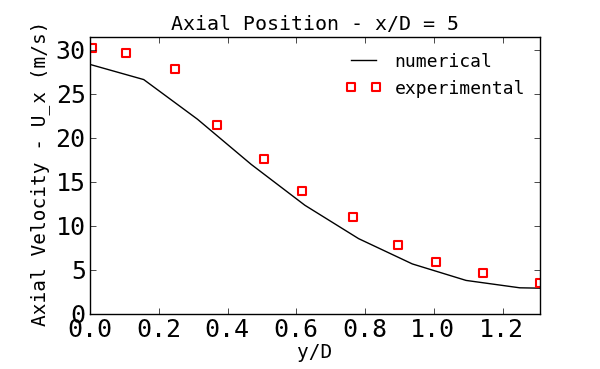 Axial Position - x/D = 5
Axial Velocity - U_x (m/s)
30
25
20
15
10
5
0
numerical
experimental
0.0 0.2 0.4 0.6 0.8 1.0 1.2
y/D